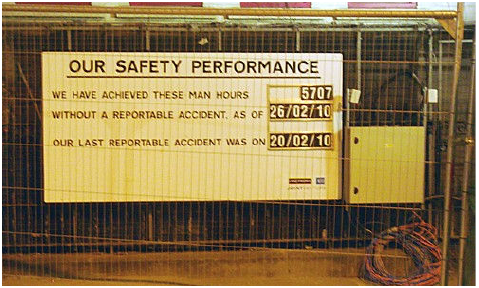 OUR SAFETY PERFORMANCE
WE HAVE ACHIEVED THESE MAN HOURS 5707
WITHOUT A REPORTABLE ACCIDENT, AS OF 26/02/10
OUR LAST REPORTABLE ACCIDENT WAS ON 20/02/10